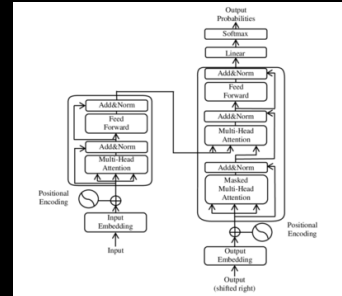 Output
Probabilities
Softmax
Linear
Add&Norm
Feed
Forward
Add&Norm
Multi-Head
Attention
Add&Norm
Masked
Multi-Head
Attention
Positional
Encoding
Output
Embedding
Output
(shifted right)
Add&Norm
Feed
Forward
Add&Norm
Multi-Head
Attention
Positional
Encoding
Input
Embedding
Input